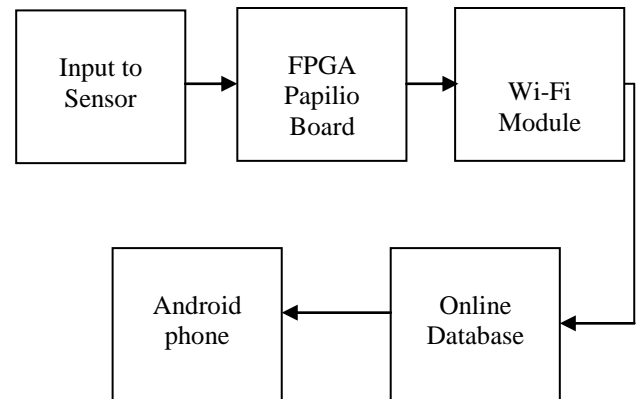 Input to
Sensor
FPGA
Papilio
Board
Wi-Fi
Module
Android
phone
Online
Database